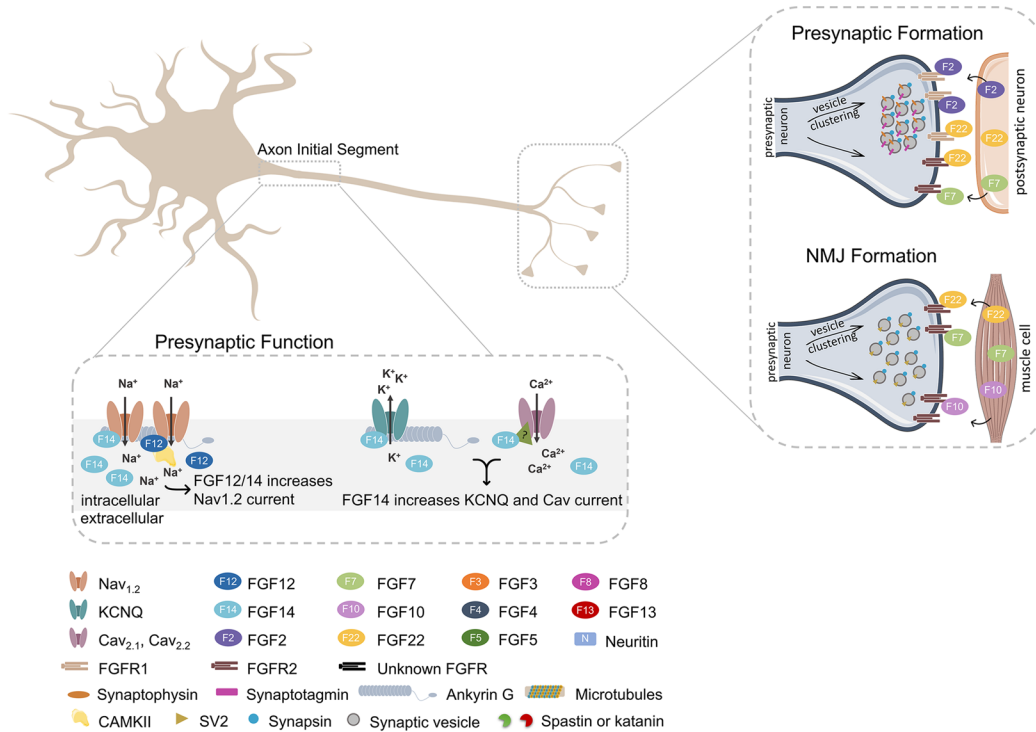 Presynaptic Formation
presynaptic
neuron
vesicle
clustering
F2
F2
F2
F22
F22
F22
F7
F7
postsynaptic neuron
Axon Initial Segment
NMJ Formation
presynaptic
neuron
vesicle
clustering
F22
F22
F7
F7
F10
F10
muscle cell
Presynaptic Function
Na⁺ Na⁺
K⁺ K⁺
K⁺
Ca²⁺
F14 F12
F14
F14 ?
Na⁺
F14 F12
F14
Na⁺
Na⁺
K⁺
F14
Ca²⁺
Ca²⁺
F14
intracellular
extracellular
FGF12/14 increases
Nav1.2 current
FGF14 increases KCNQ and Cav current
Nav1.2 F12 FGF12 F7 FGF7 F3 FGF3 F8 FGF8
KCNQ F14 FGF14 F10 FGF10 F4 FGF4 F13 FGF13
Cav2.1, Cav2.2 F2 FGF2 F22 FGF22 F5 FGF5 N Neuritin
FGFR1 FGFR2 Unknown FGFR
Synaptophysin Synaptotagmin Ankyrin G Microtubules
CAMKII SV2 Synapsin Synaptic vesicle Spastin or katanin